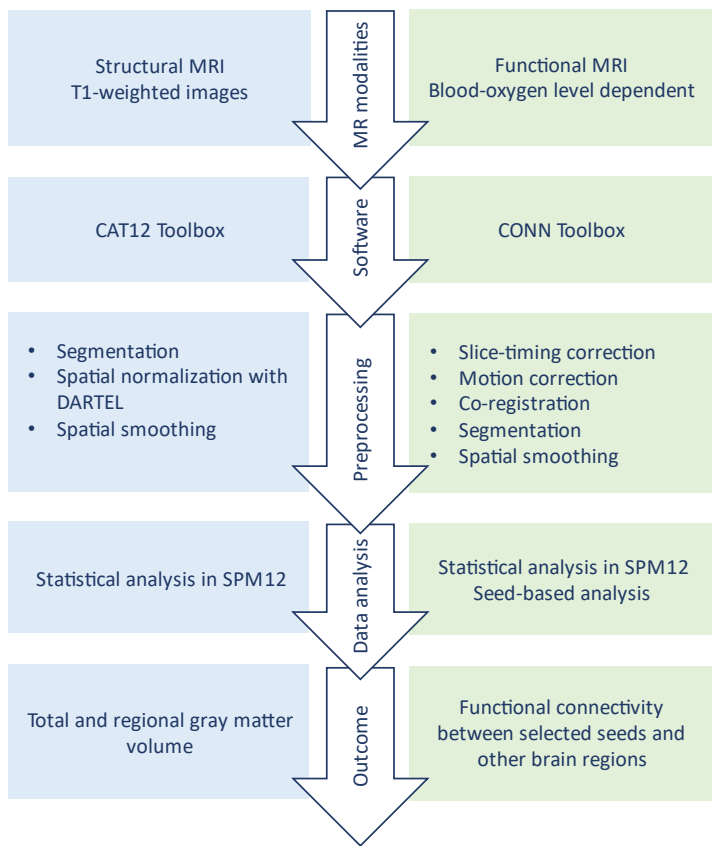 Structural MRI
T1-weighted images
MR modalities
Functional MRI
Blood-oxygen level dependent
CAT12 Toolbox
Software
CONN Toolbox
• Segmentation
• Spatial normalization with
DARTEL
• Spatial smoothing
Preprocessing
• Slice-timing correction
• Motion correction
• Co-registration
• Segmentation
• Spatial smoothing
Statistical analysis in SPM12
Data analysis
Statistical analysis in SPM12
Seed-based analysis
Total and regional gray matter
volume
Outcome
Functional connectivity
between selected seeds and
other brain regions